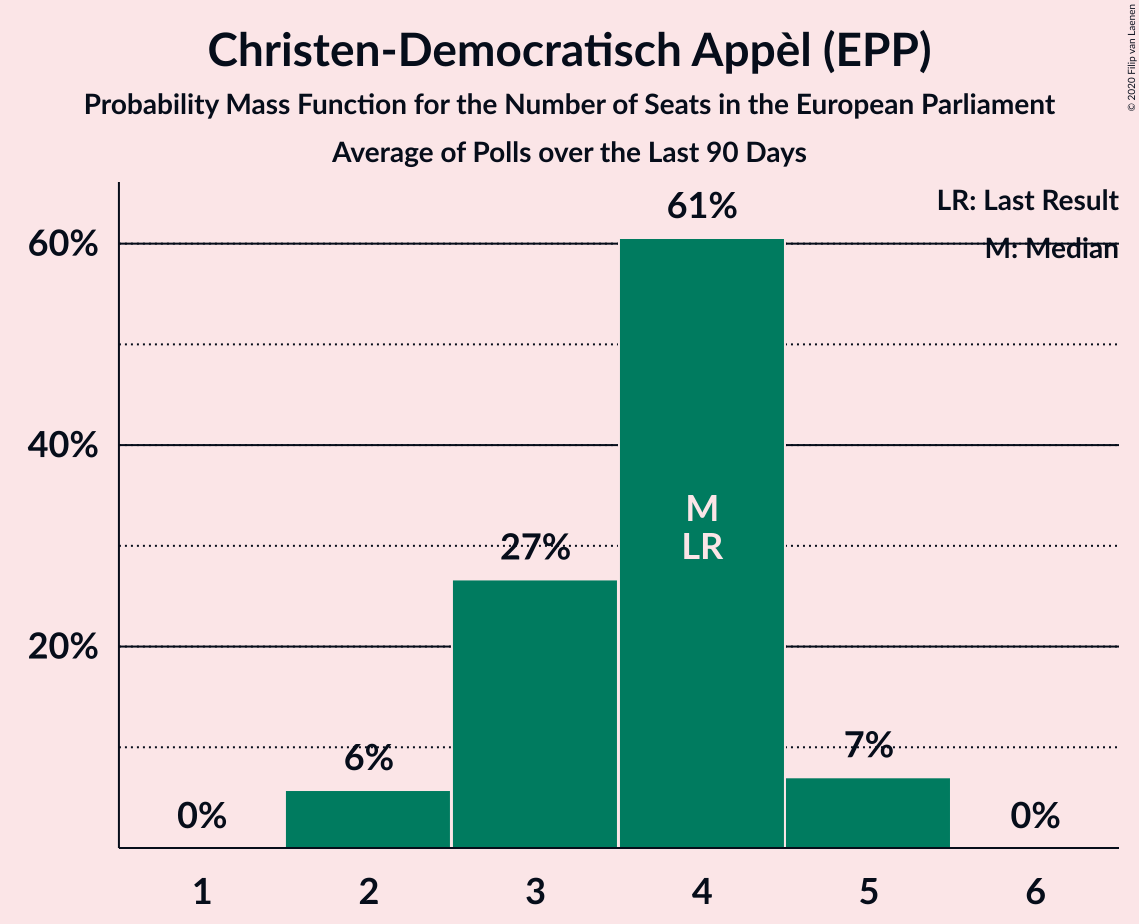 Christen-Democratisch Appèl (EPP)
Probability Mass Function for the Number of Seats in the European Parliament
Average of Polls over the Last 90 Days
© 2020 Filip van Laenen
LR: Last Result
M: Median
60%
40%
20%
0%
6%
27%
61%
M
LR
7%
0%
1 2 3 4 5 6